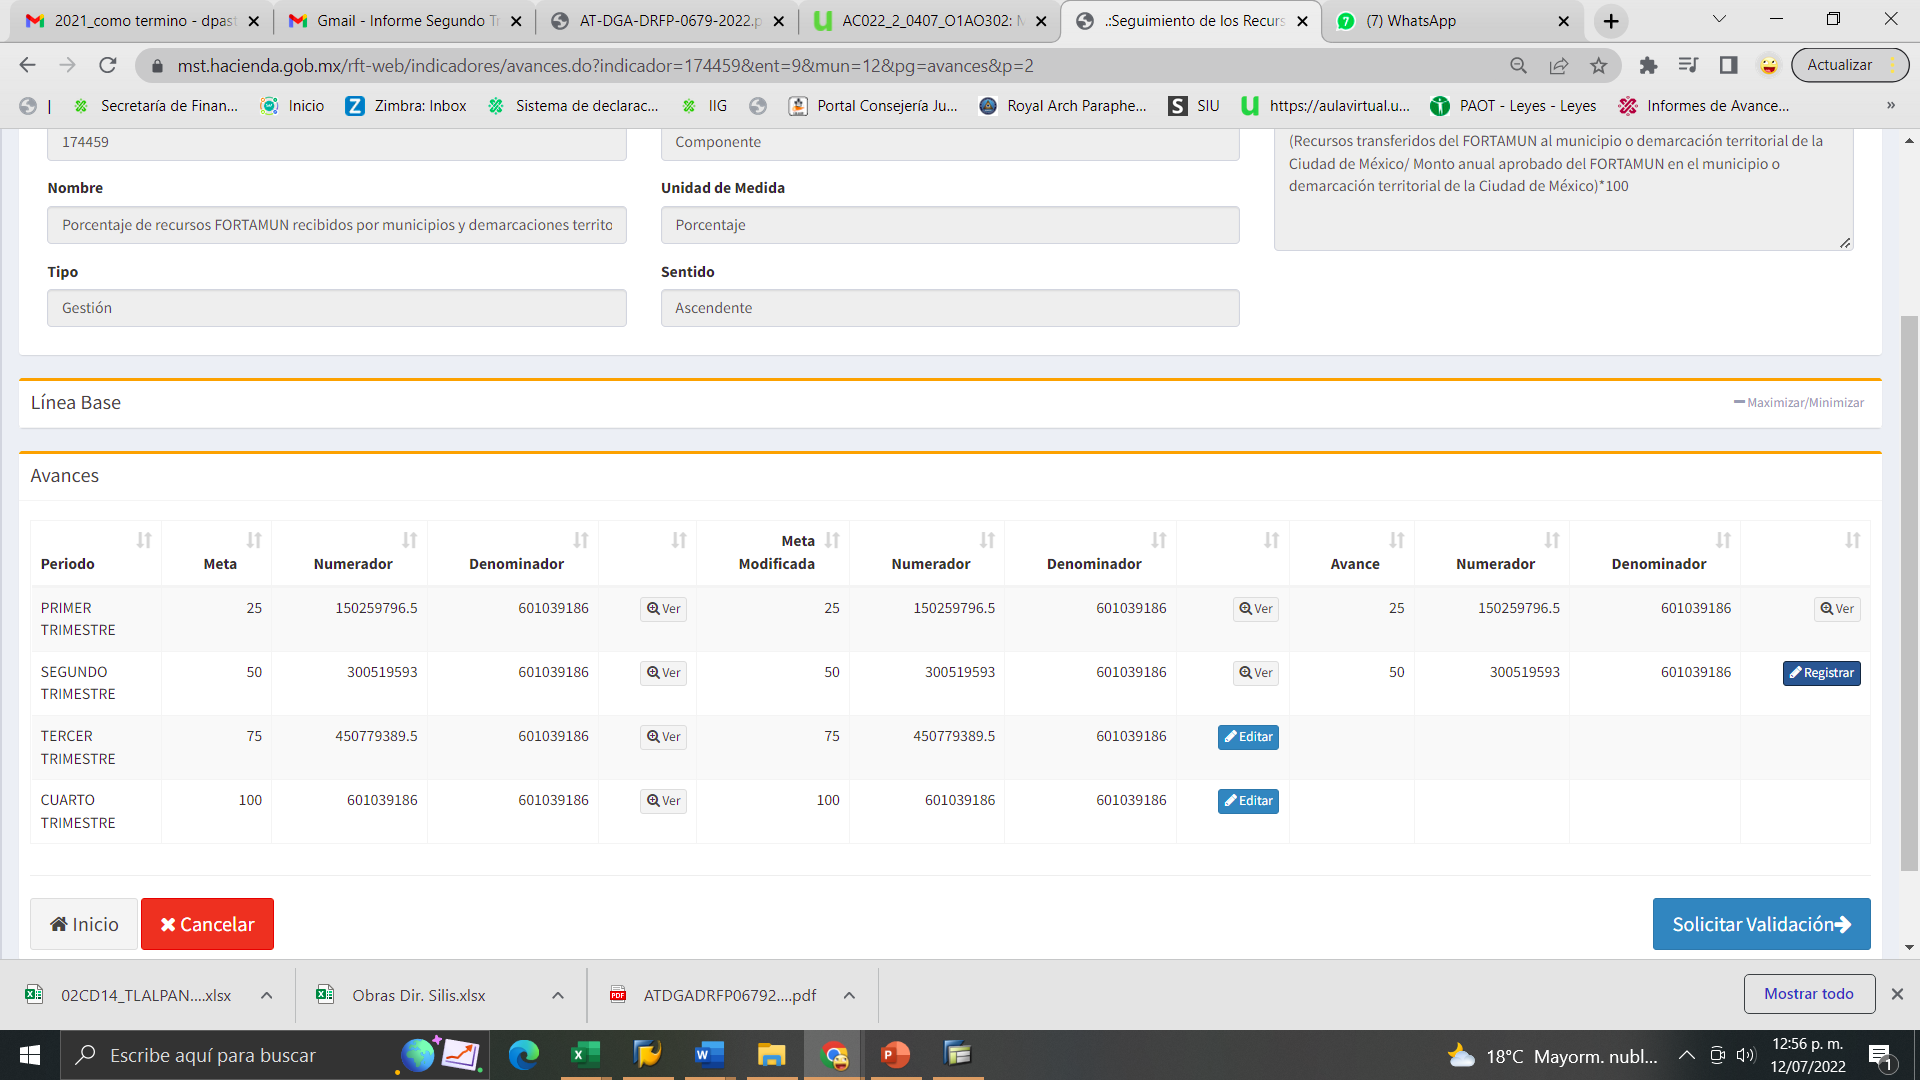 2021_como termino - dpast
Gmail - Informe Segundo Tr
AT-DGA-DRFP-0679-2022.p
AC022_2_0407_O1AO302: M
.:Seguimiento de los Recurs
(7) WhatsApp
mst.hacienda.gob.mx/rft-web/indicadores/avances.do?indicador=174459&ent=9&mun=12&pg=avances&p=2
Actualizar
Secretaría de Finan...
Inicio
Zimbra: Inbox
Sistema de declarac...
IIG
Portal Consejería Ju...
Royal Arch Paraphe...
SIU
https://aulavirtual.u...
PAOT - Leyes - Leyes
Informes de Avance...
»
174459
Componente
(Recursos transferidos del FORTAMUN al municipio o demarcación territorial de la
Ciudad de México/ Monto anual aprobado del FORTAMUN en el municipio o
demarcación territorial de la Ciudad de México)*100
Nombre
Unidad de Medida
Porcentaje de recursos FORTAMUN recibidos por municipios y demarcaciones territo
Porcentaje
Tipo
Sentido
Gestión
Ascendente
Línea Base
Maximizar/Minimizar
Avances
Periodo Meta Numerador Denominador Meta Modificada Numerador Denominador Avance Numerador Denominador
PRIMER TRIMESTRE 25 150259796.5 601039186 Ver 25 150259796.5 601039186 Ver 25 150259796.5 601039186 Ver
SEGUNDO TRIMESTRE 50 300519593 601039186 Ver 50 300519593 601039186 Ver 50 300519593 601039186 Registrar
TERCER TRIMESTRE 75 450779389.5 601039186 Ver 75 450779389.5 601039186 Editar
CUARTO TRIMESTRE 100 601039186 601039186 Ver 100 601039186 601039186 Editar
Inicio
Cancelar
Solicitar Validación
02CD14_TLALPAN....xlsx
Obras Dir. Silis.xlsx
ATDGADRFP06792....pdf
Mostrar todo
Escribe aquí para buscar
18°C Mayorm. nubl...
12:56 p. m.
12/07/2022
1